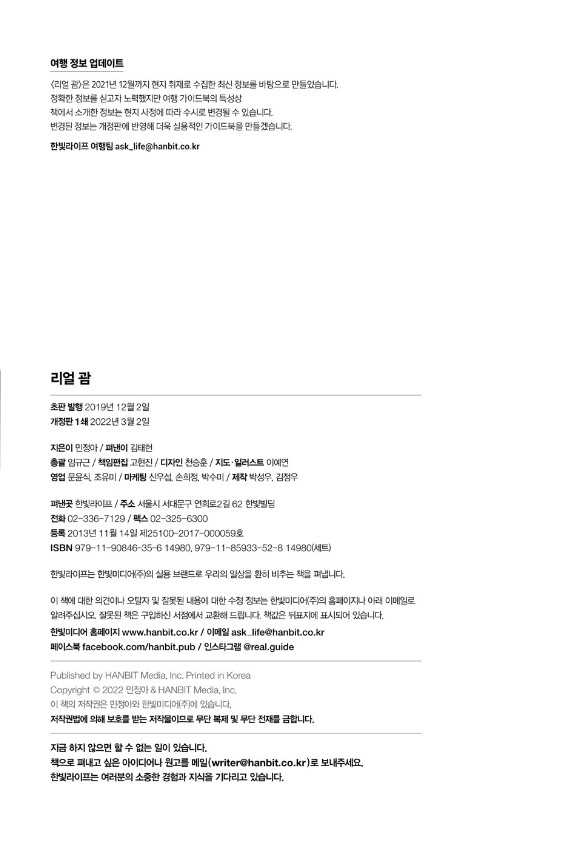 여행 정보 업데이트
〈리얼 괌〉은 2021년 12월까지 현지 취재로 수집한 최신 정보를 바탕으로 만들었습니다.
정확한 정보를 싣고자 노력했지만 여행 가이드북의 특성상
책에서 소개한 정보는 현지 사정에 따라 수시로 변경될 수 있습니다.
변경된 정보는 개정판에 반영해 더욱 실용적인 가이드북을 만들겠습니다.
한빛라이프 여행팀 ask_life@hanbit.co.kr
리얼 괌
초판 발행 2019년 12월 2일
개정판 1쇄 2022년 3월 2일
지은이 민정아 / 펴낸이 김태헌
총괄 임규근 / 책임편집 고현진 / 디자인 천승훈 / 지도·일러스트 이예연
영업 문윤식, 조유미 / 마케팅 신우섭, 손희정, 박수미 / 제작 박성우, 김정우
펴낸곳 한빛라이프 / 주소 서울시 서대문구 연희로2길 62 한빛빌딩
전화 02-336-7129 / 팩스 02-325-6300
등록 2013년 11월 14일 제25100-2017-000059호
ISBN 979-11-90846-35-6 14980, 979-11-85933-52-8 14980(세트)
한빛라이프는 한빛미디어(주)의 실용 브랜드로 우리의 일상을 환히 비추는 책을 펴냅니다.
이 책에 대한 의견이나 오탈자 및 잘못된 내용에 대한 수정 정보는 한빛미디어(주)의 홈페이지나 아래 이메일로
알려주십시오. 잘못된 책은 구입하신 서점에서 교환해 드립니다. 책값은 뒤표지에 표시되어 있습니다.
한빛미디어 홈페이지 www.hanbit.co.kr / 이메일 ask_life@hanbit.co.kr
페이스북 facebook.com/hanbit.pub / 인스타그램 @real.guide
Published by HANBIT Media, Inc. Printed in Korea
Copyright © 2022 민정아 & HANBIT Media, Inc.
이 책의 저작권은 민정아와 한빛미디어(주)에 있습니다.
저작권법에 의해 보호를 받는 저작물이므로 무단 복제 및 무단 전재를 금합니다.
지금 하지 않으면 할 수 없는 일이 있습니다.
책으로 펴내고 싶은 아이디어나 원고를 메일(writer@hanbit.co.kr)로 보내주세요.
한빛라이프는 여러분의 소중한 경험과 지식을 기다리고 있습니다.